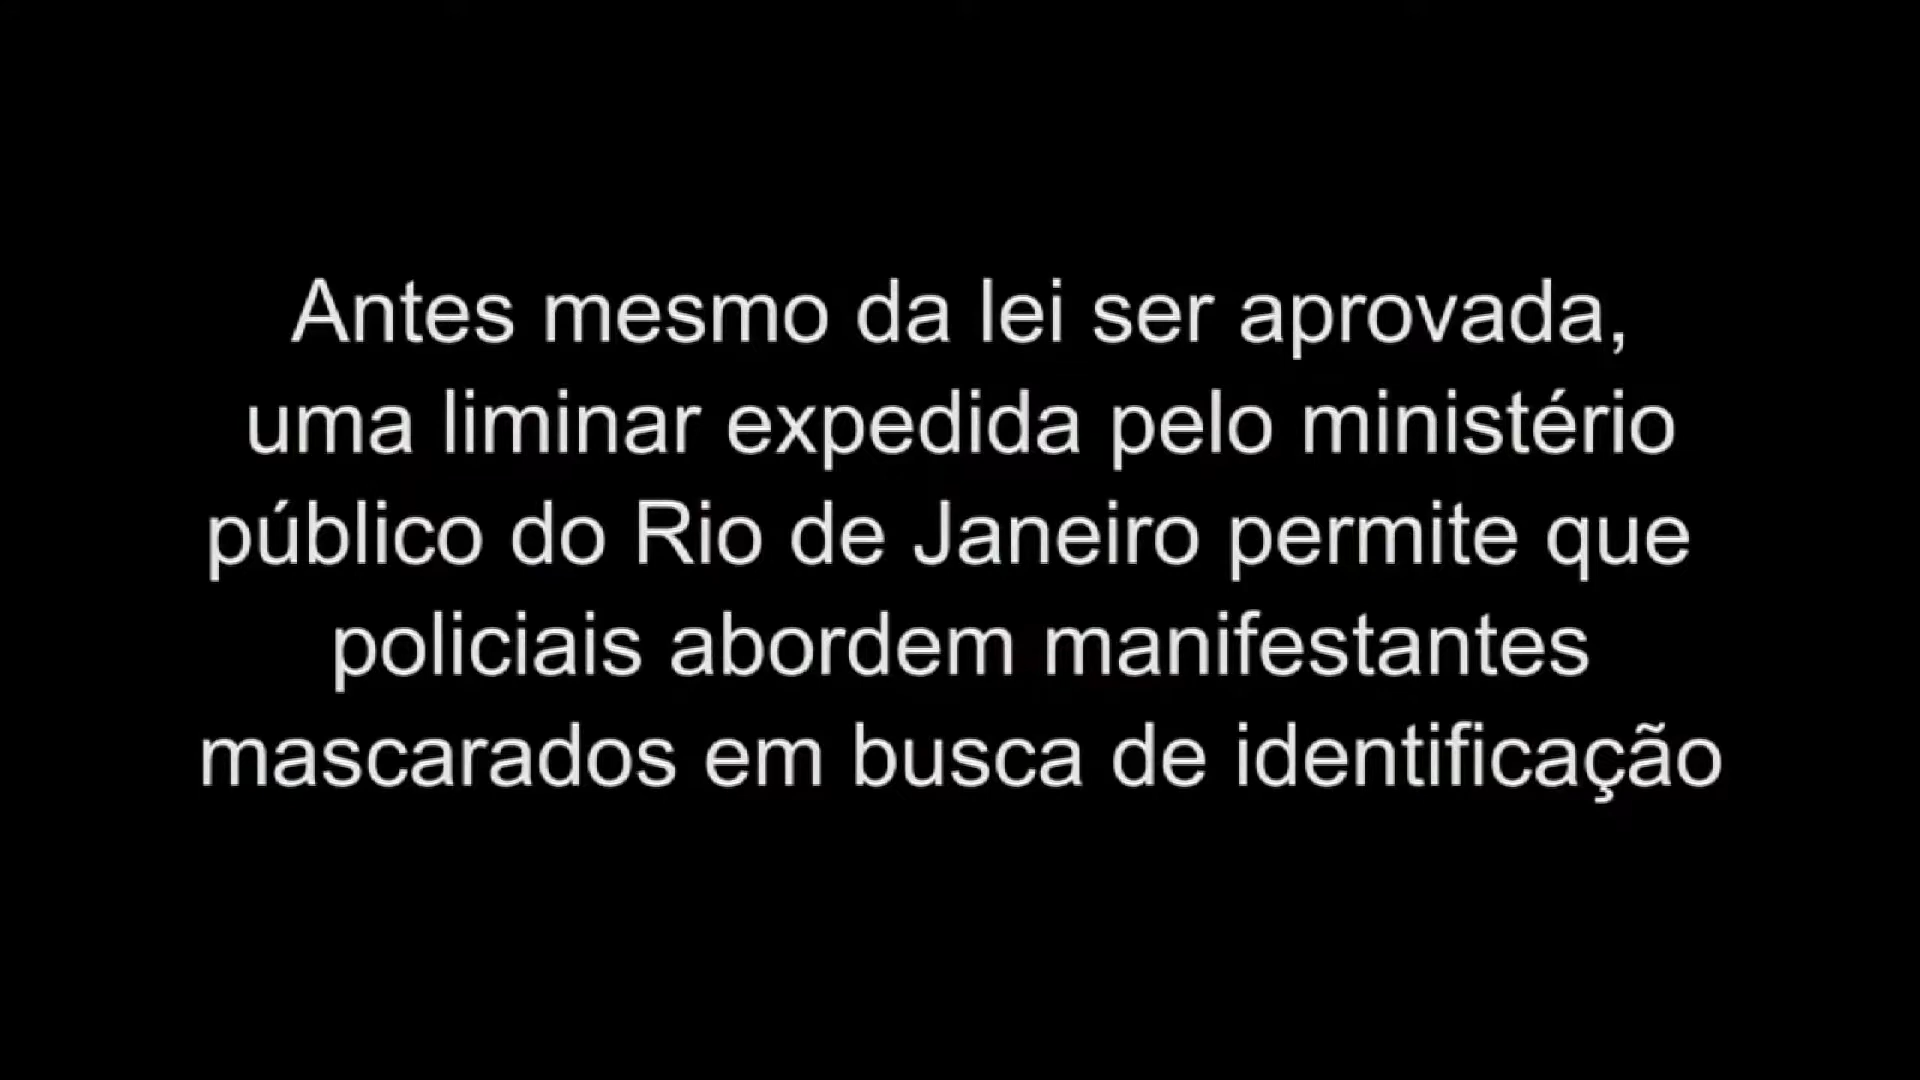 Antes mesmo da lei ser aprovada,
uma liminar expedida pelo ministério
público do Rio de Janeiro permite que
policiais abordem manifestantes
mascarados em busca de identificação